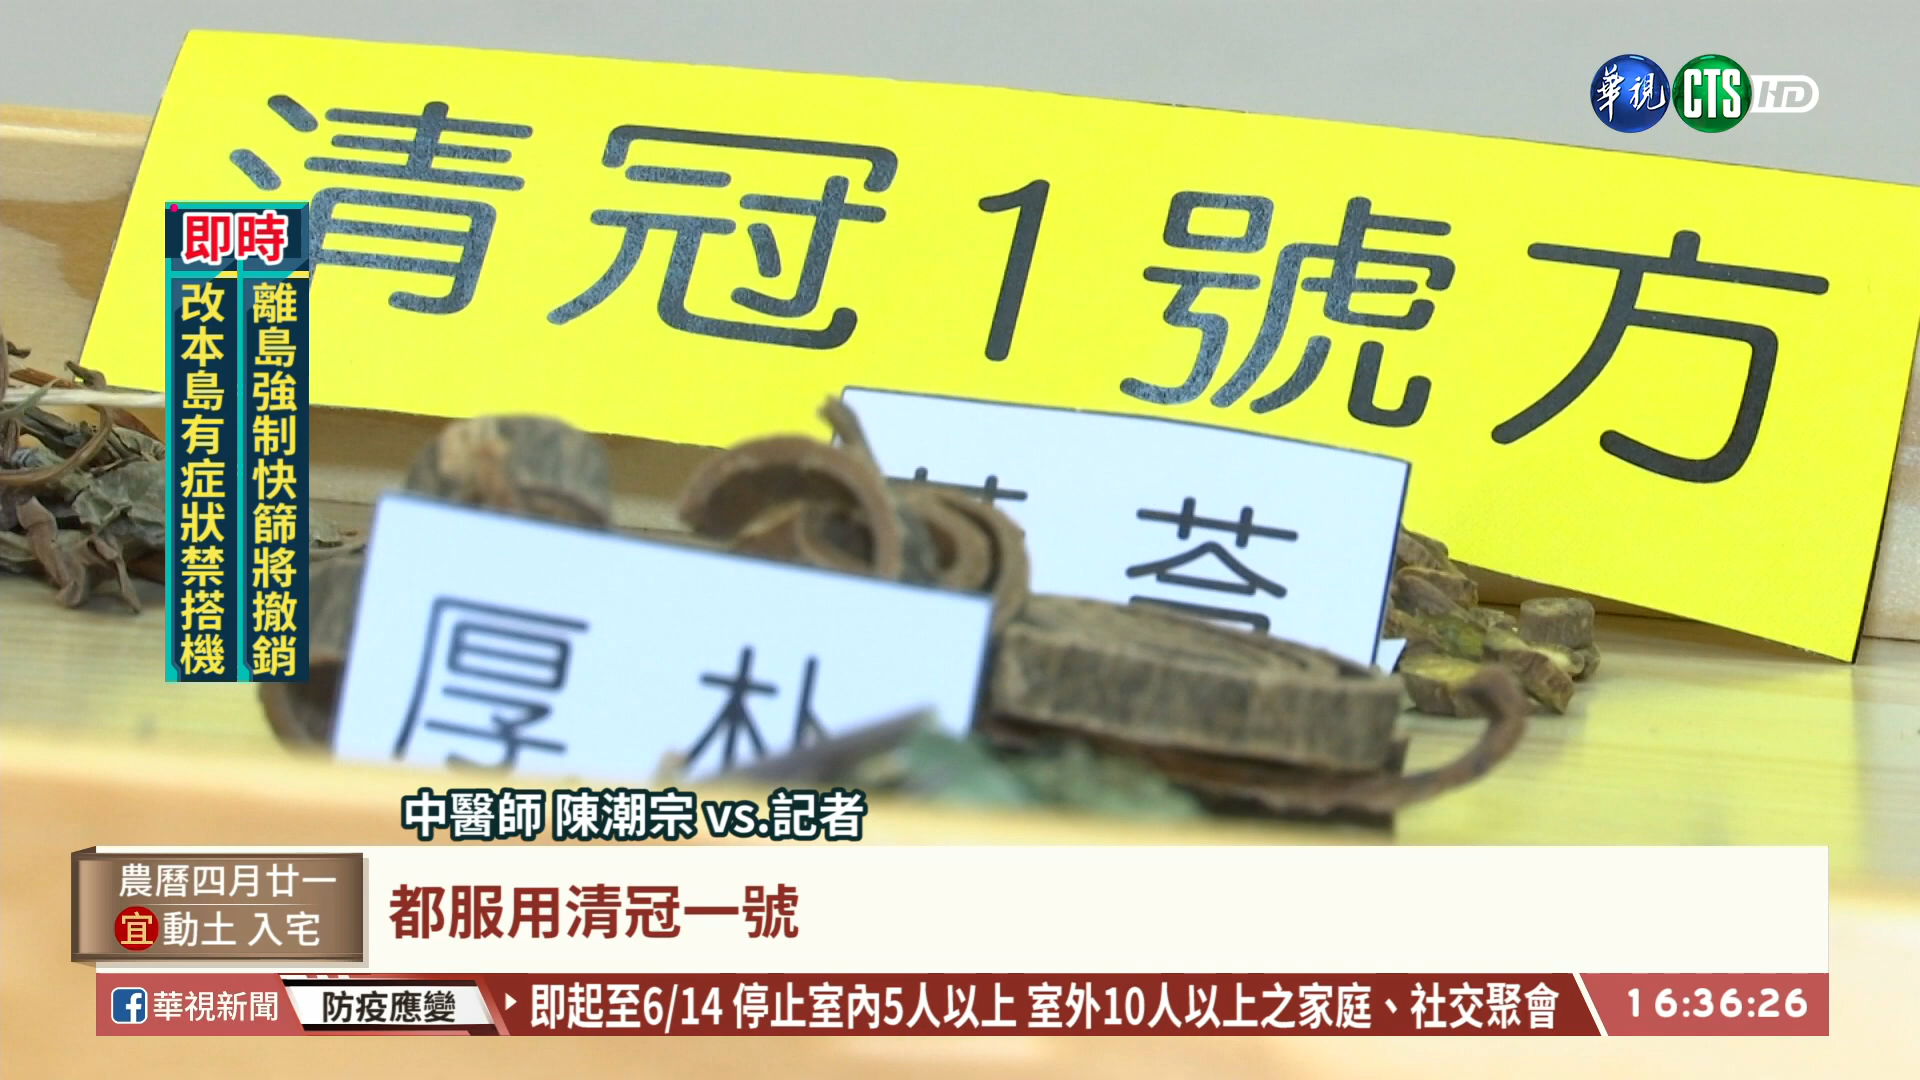 華視 CTS HD
清冠1號方
即時
離島強制快篩將撤銷
改本島有症狀禁搭機
厚朴
中醫師 陳潮宗 vs.記者
農曆四月廿一
宜 動土 入宅
都服用清冠一號
華視新聞
防疫應變
即起至6/14 停止室內5人以上 室外10人以上之家庭、社交聚會
16:36:26